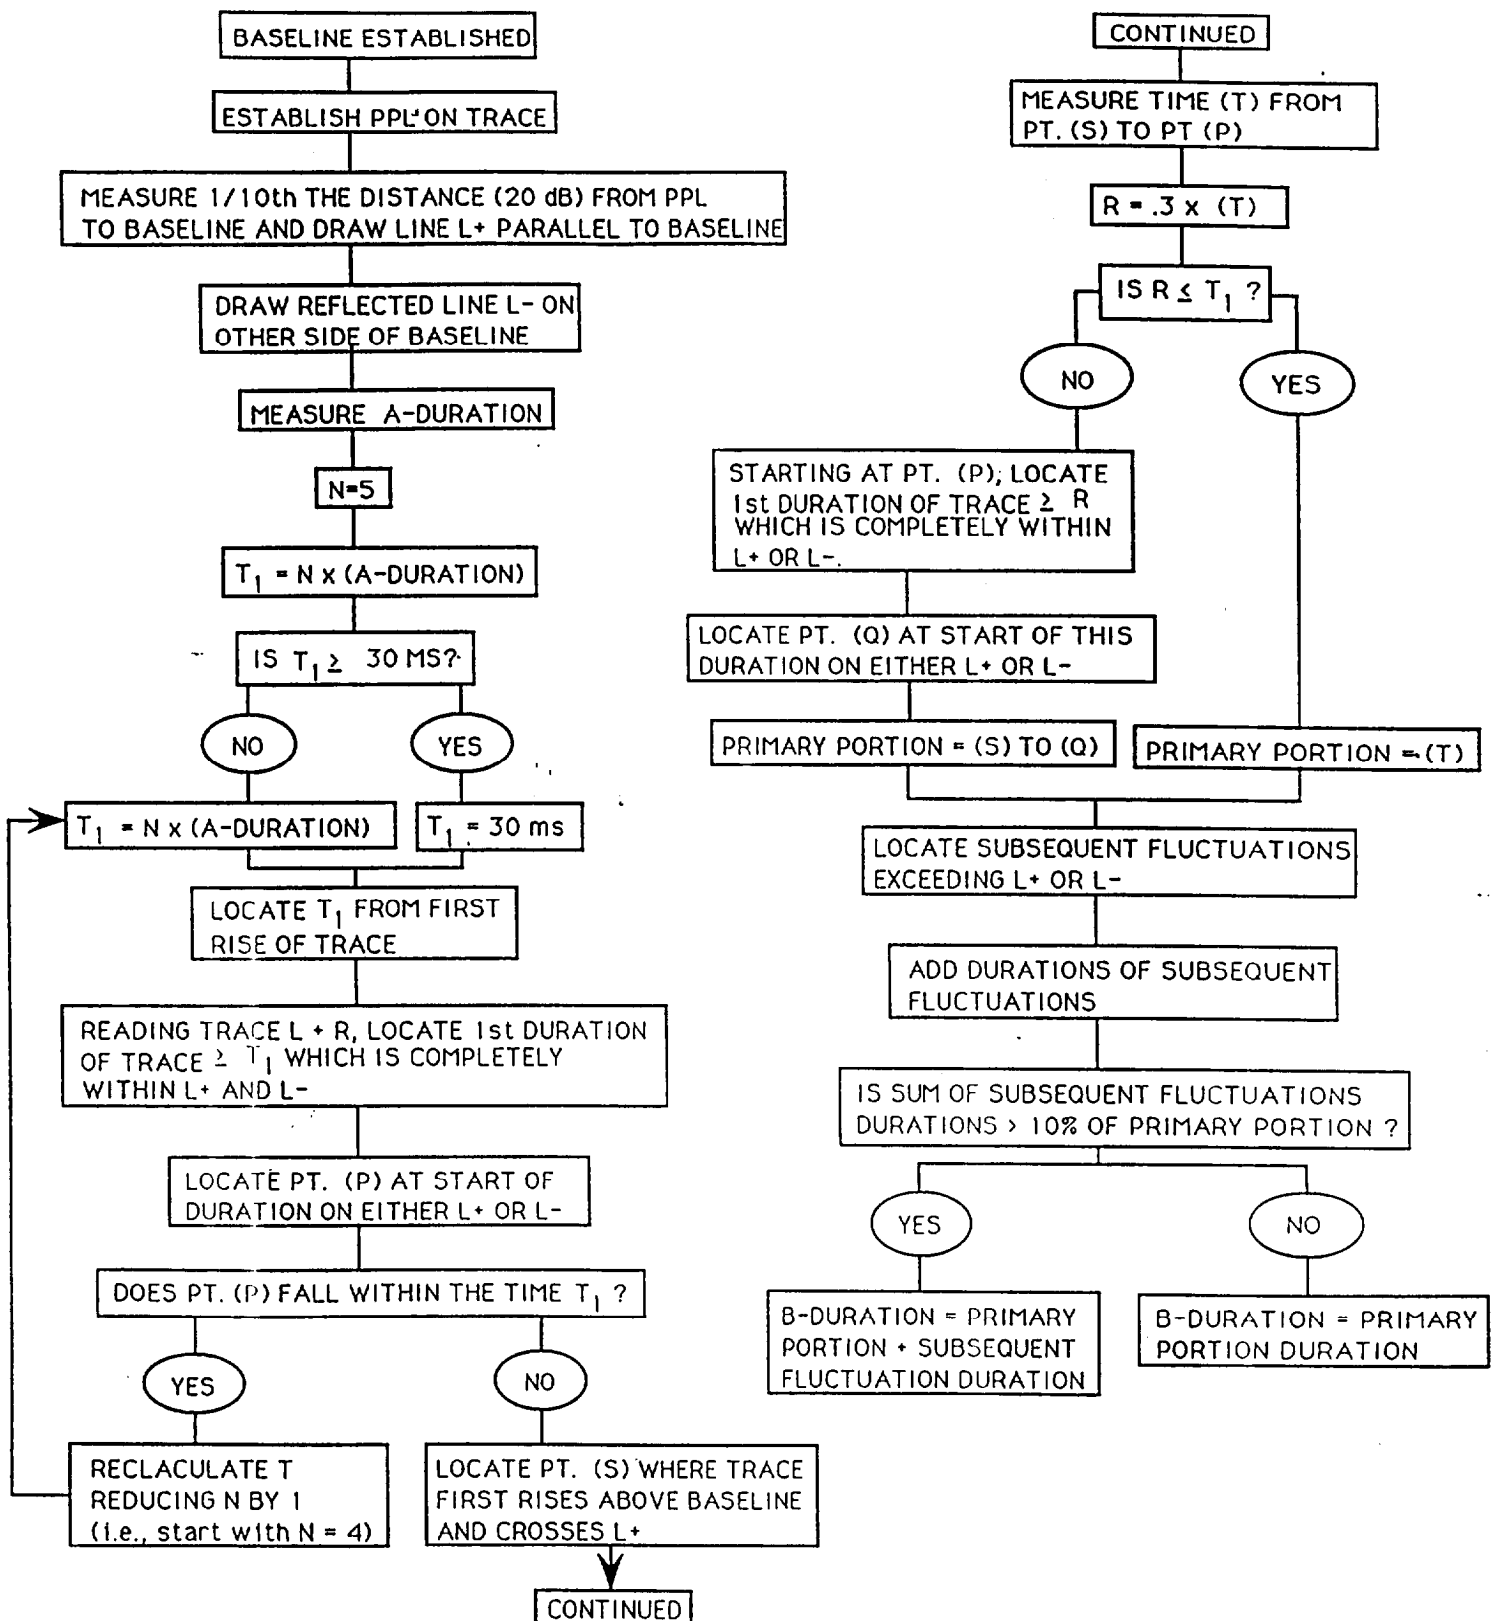 BASELINE ESTABLISHED
ESTABLISH PPL ON TRACE
MEASURE 1/10th THE DISTANCE (20 dB) FROM PPL
TO BASELINE AND DRAW LINE L+ PARALLEL TO BASELINE
DRAW REFLECTED LINE L- ON
OTHER SIDE OF BASELINE
MEASURE A-DURATION
N=5
T1 = N x (A-DURATION)
IS T1 ≥ 30 MS?
NO
YES
T1 = N x (A-DURATION)
T1 = 30 ms
LOCATE T1 FROM FIRST
RISE OF TRACE
READING TRACE L + R, LOCATE 1st DURATION
OF TRACE ≥ T1 WHICH IS COMPLETELY
WITHIN L+ AND L-
LOCATE PT. (P) AT START OF
DURATION ON EITHER L+ OR L-
DOES PT. (P) FALL WITHIN THE TIME T1 ?
YES
NO
RECLACULATE T
REDUCING N BY 1
(i.e., start with N = 4)
LOCATE PT. (S) WHERE TRACE
FIRST RISES ABOVE BASELINE
AND CROSSES L+
CONTINUED
CONTINUED
MEASURE TIME (T) FROM
PT. (S) TO PT (P)
R = .3 x (T)
IS R ≤ T1 ?
NO
YES
STARTING AT PT. (P); LOCATE
1st DURATION OF TRACE ≥ R
WHICH IS COMPLETELY WITHIN
L+ OR L-.
LOCATE PT. (Q) AT START OF THIS
DURATION ON EITHER L+ OR L-
PRIMARY PORTION = (S) TO (Q)
PRIMARY PORTION = (T)
LOCATE SUBSEQUENT FLUCTUATIONS
EXCEEDING L+ OR L-
ADD DURATIONS OF SUBSEQUENT
FLUCTUATIONS
IS SUM OF SUBSEQUENT FLUCTUATIONS
DURATIONS > 10% OF PRIMARY PORTION ?
YES
NO
B-DURATION = PRIMARY
PORTION + SUBSEQUENT
FLUCTUATION DURATION
B-DURATION = PRIMARY
PORTION DURATION